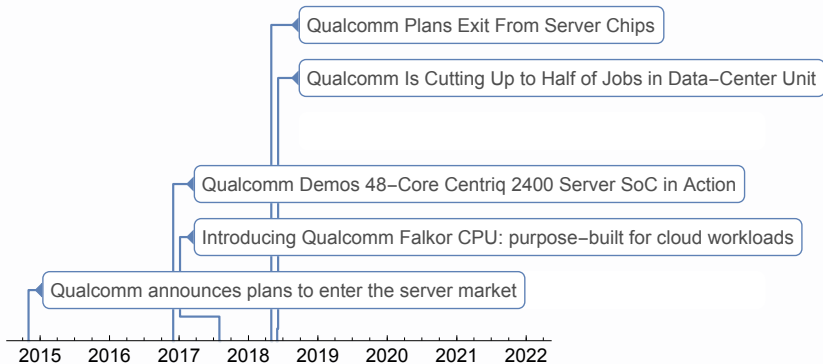 Qualcomm Plans Exit From Server Chips
Qualcomm Is Cutting Up to Half of Jobs in Data−Center Unit
Qualcomm Demos 48−Core Centriq 2400 Server SoC in Action
Introducing Qualcomm Falkor CPU: purpose−built for cloud workloads
Qualcomm announces plans to enter the server market
2015 2016 2017 2018 2019 2020 2021 2022